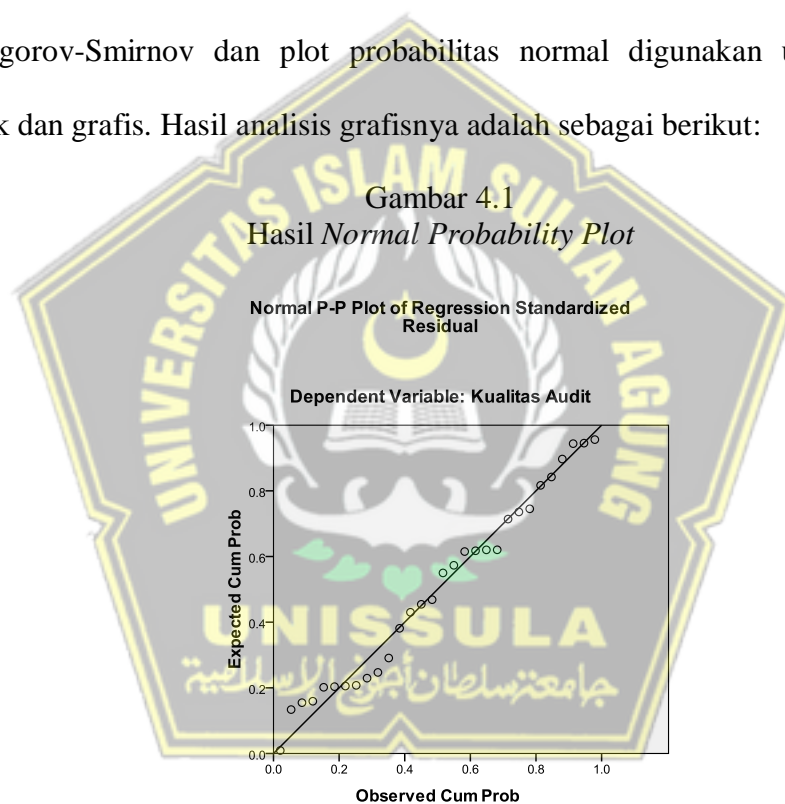 gorov-Smirnov dan plot probabilitas normal digunakan u
k dan grafis. Hasil analisis grafisnya adalah sebagai berikut:
Gambar 4.1
Hasil Normal Probability Plot
Normal P-P Plot of Regression Standardized
Residual
Dependent Variable: Kualitas Audit
1.0
0.8
0.6
0.4
0.2
0.0
Expected Cum Prob
0.0 0.2 0.4 0.6 0.8 1.0
Observed Cum Prob
UNIVERSITAS ISLAM SULTAN AGUNG
UNISSULA
جامعتسلطان أجونج الإسلامية